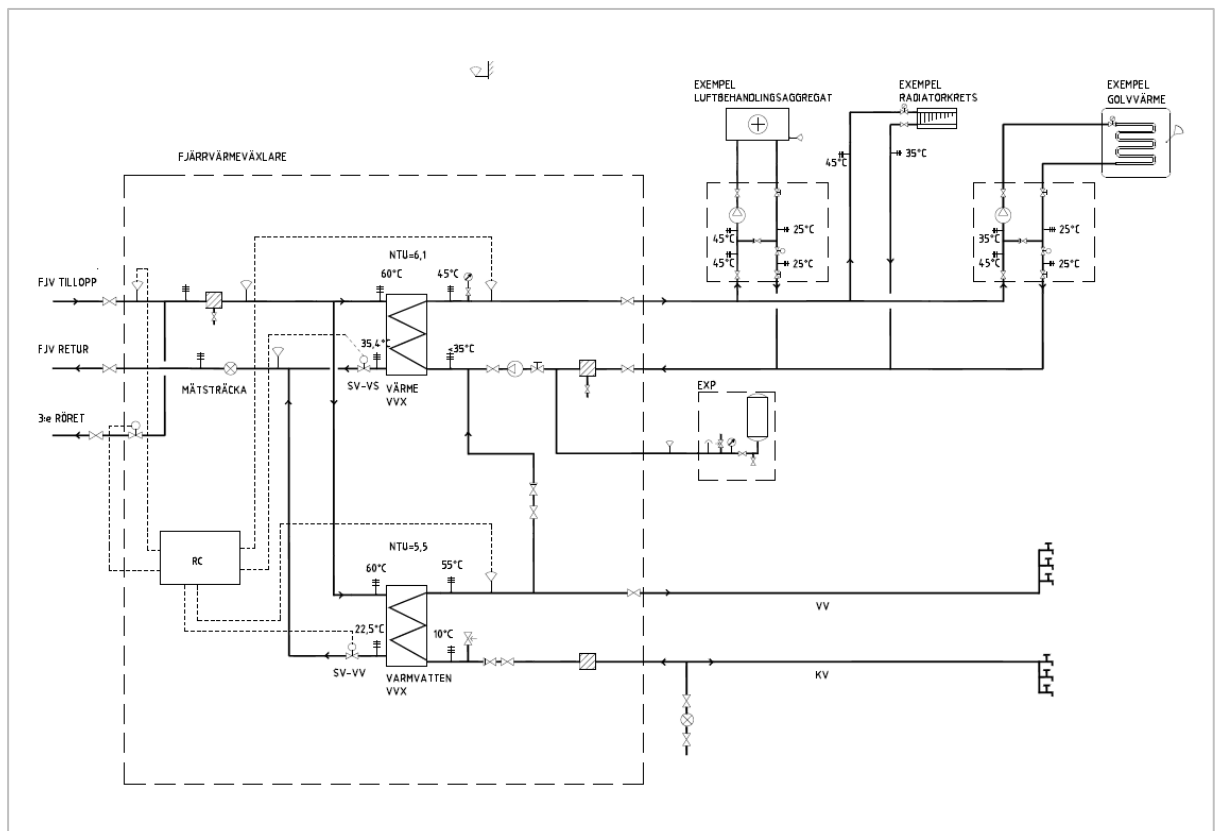 EXEMPEL
LUFTBEHANDLINGSAGGREGAT
EXEMPEL
RADIATORKRETS
EXEMPEL
GOLVVÄRME
FJÄRRVÄRMEVÄXLARE
45°C
35°C
45°C
25°C
45°C
25°C
35°C
25°C
45°C
25°C
NTU=6,1
60°C
45°C
FJV TILLOPP
35,4°C
<35°C
FJV RETUR
MÄTSTRÄCKA
SV-VS
VÄRME
VVX
EXP
3:e RÖRET
RC
NTU=5,5
60°C
55°C
VV
22,5°C
10°C
SV-VV
VARMVATTEN
VVX
KV